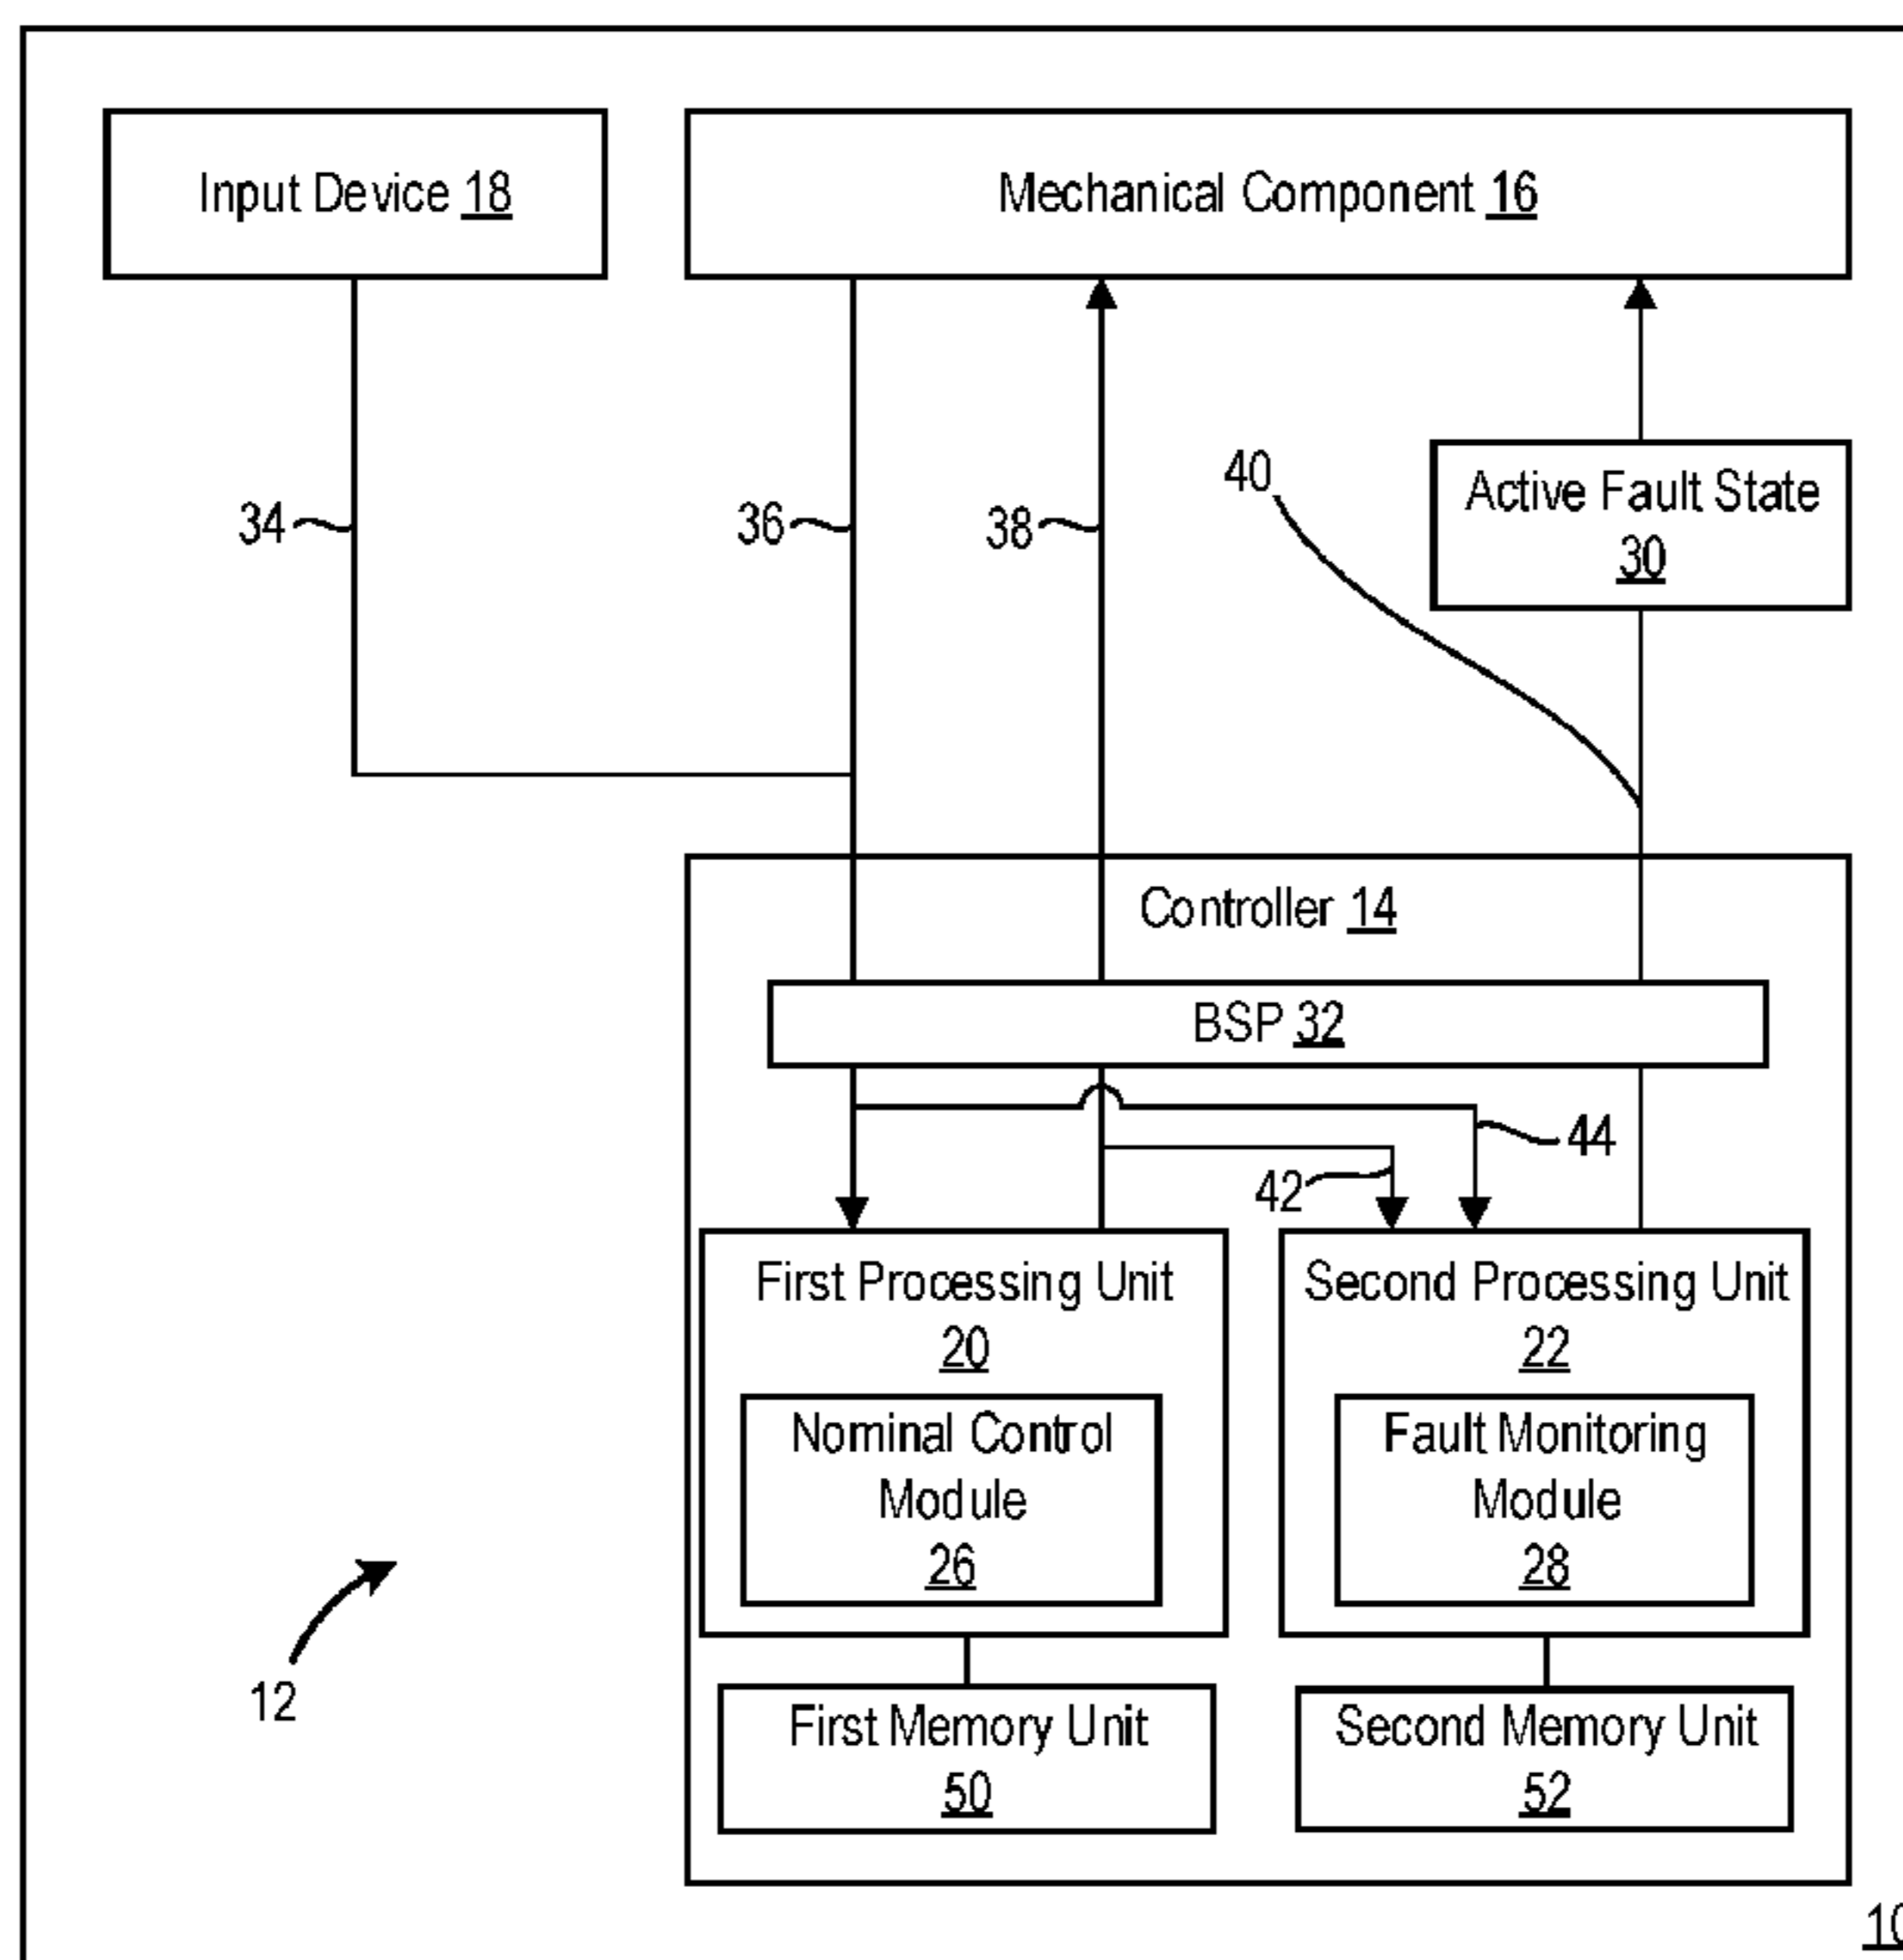 Input Device 18
Mechanical Component 16
40
Active Fault State
30
34
36
38
Controller 14
BSP 32
44
42
First Processing Unit
20
Second Processing Unit
22
Nominal Control
Module
26
Fault Monitoring
Module
28
12
First Memory Unit
50
Second Memory Unit
52
10